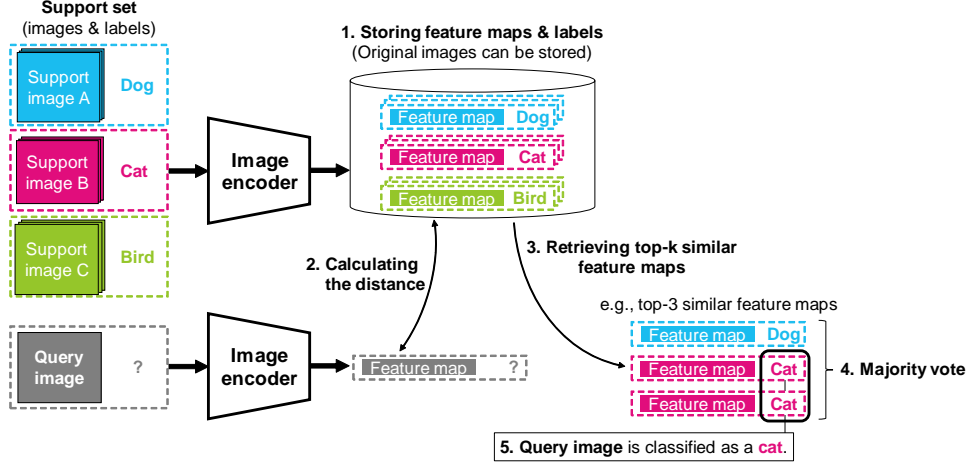 Support set
(images & labels)
Support
image A
Dog
Support
image B
Cat
Support
image C
Bird
Image
encoder
1. Storing feature maps & labels
(Original images can be stored)
Feature map Dog
Feature map Cat
Feature map Bird
2. Calculating
the distance
3. Retrieving top-k similar
feature maps
Query
image
?
Image
encoder
Feature map ?
e.g., top-3 similar feature maps
Feature map Dog
Feature map Cat
Feature map Cat
4. Majority vote
5. Query image is classified as a cat.